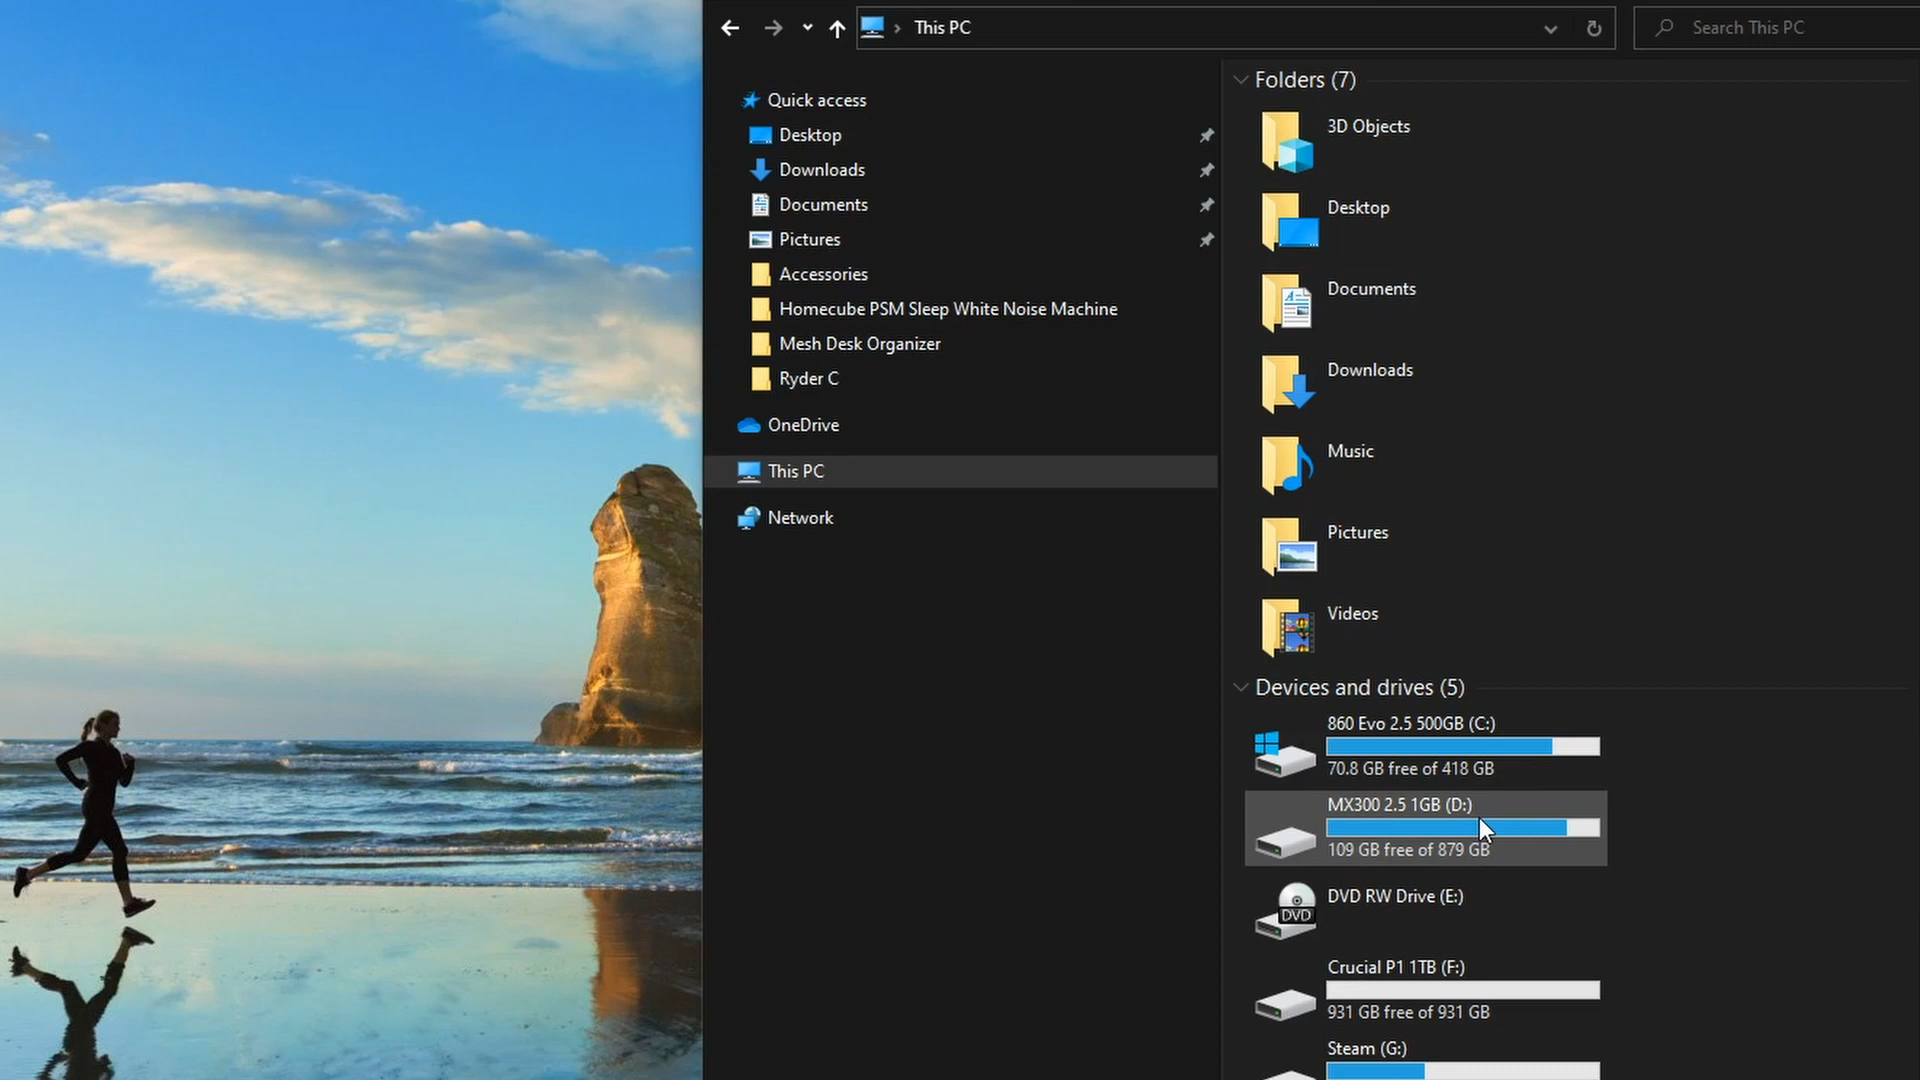 This PC
Search This PC
Quick access
Desktop
Downloads
Documents
Pictures
Accessories
Homecube PSM Sleep White Noise Machine
Mesh Desk Organizer
Ryder C
OneDrive
This PC
Network
Folders (7)
3D Objects
Desktop
Documents
Downloads
Music
Pictures
Videos
Devices and drives (5)
860 Evo 2.5 500GB (C:)
70.8 GB free of 418 GB
MX300 2.5 1GB (D:)
109 GB free of 879 GB
DVD RW Drive (E:)
DVD
Crucial P1 1TB (F:)
931 GB free of 931 GB
Steam (G:)